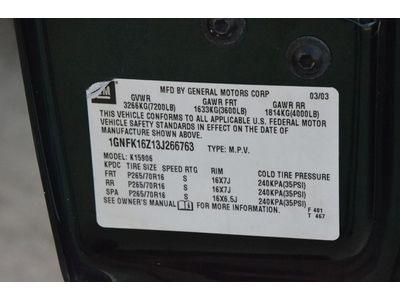 GM
MFD BY GENERAL MOTORS CORP 03/03
GVWR GAWR FRT GAWR RR
3266KG(7200LB) 1633KG(3600LB) 1814KG(4000LB)
THIS VEHICLE CONFORMS TO ALL APPLICABLE U.S. FEDERAL MOTOR
VEHICLE SAFETY STANDARDS IN EFFECT ON THE DATE OF
MANUFACTURE SHOWN ABOVE.
1GNFK16Z13J266763 TYPE: M.P.V.
MODEL: K15906
KPDC TIRE SIZE SPEED RTG RIM COLD TIRE PRESSURE
FRT P265/70R16 S 16X7J 240KPA(35PSI)
RR P265/70R16 S 16X7J 240KPA(35PSI)
SPA P265/70R16 S 16X6.5J 240KPA(35PSI)
SEE OWNER'S MANUAL FOR MORE INFORMATION.
F 401
T 467